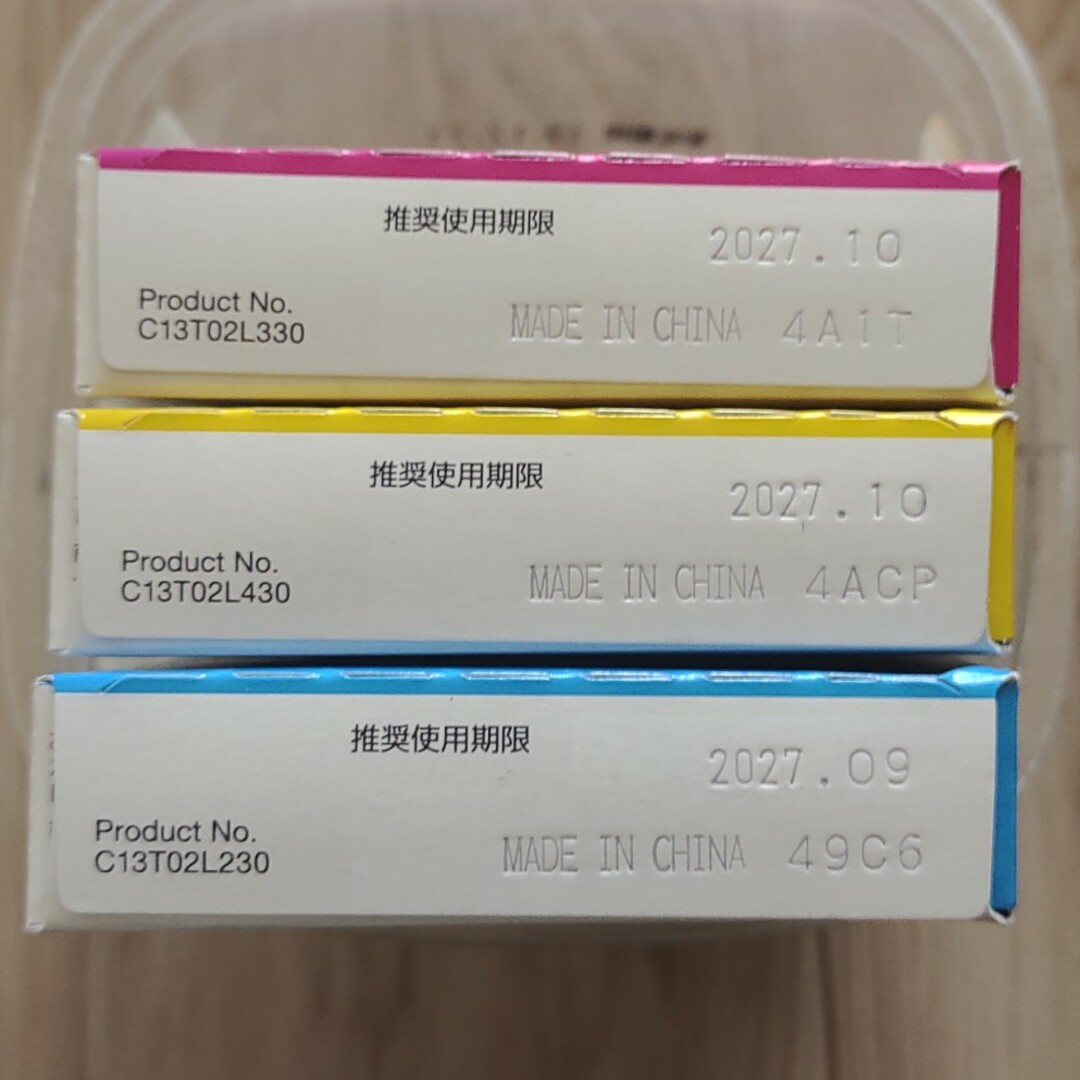 推奨使用期限
2027.10
Product No.
C13T02L330
MADE IN CHINA 4A1T
推奨使用期限
2027.10
Product No.
C13T02L430
MADE IN CHINA 4ACP
推奨使用期限
2027.09
Product No.
C13T02L230
MADE IN CHINA 49C6